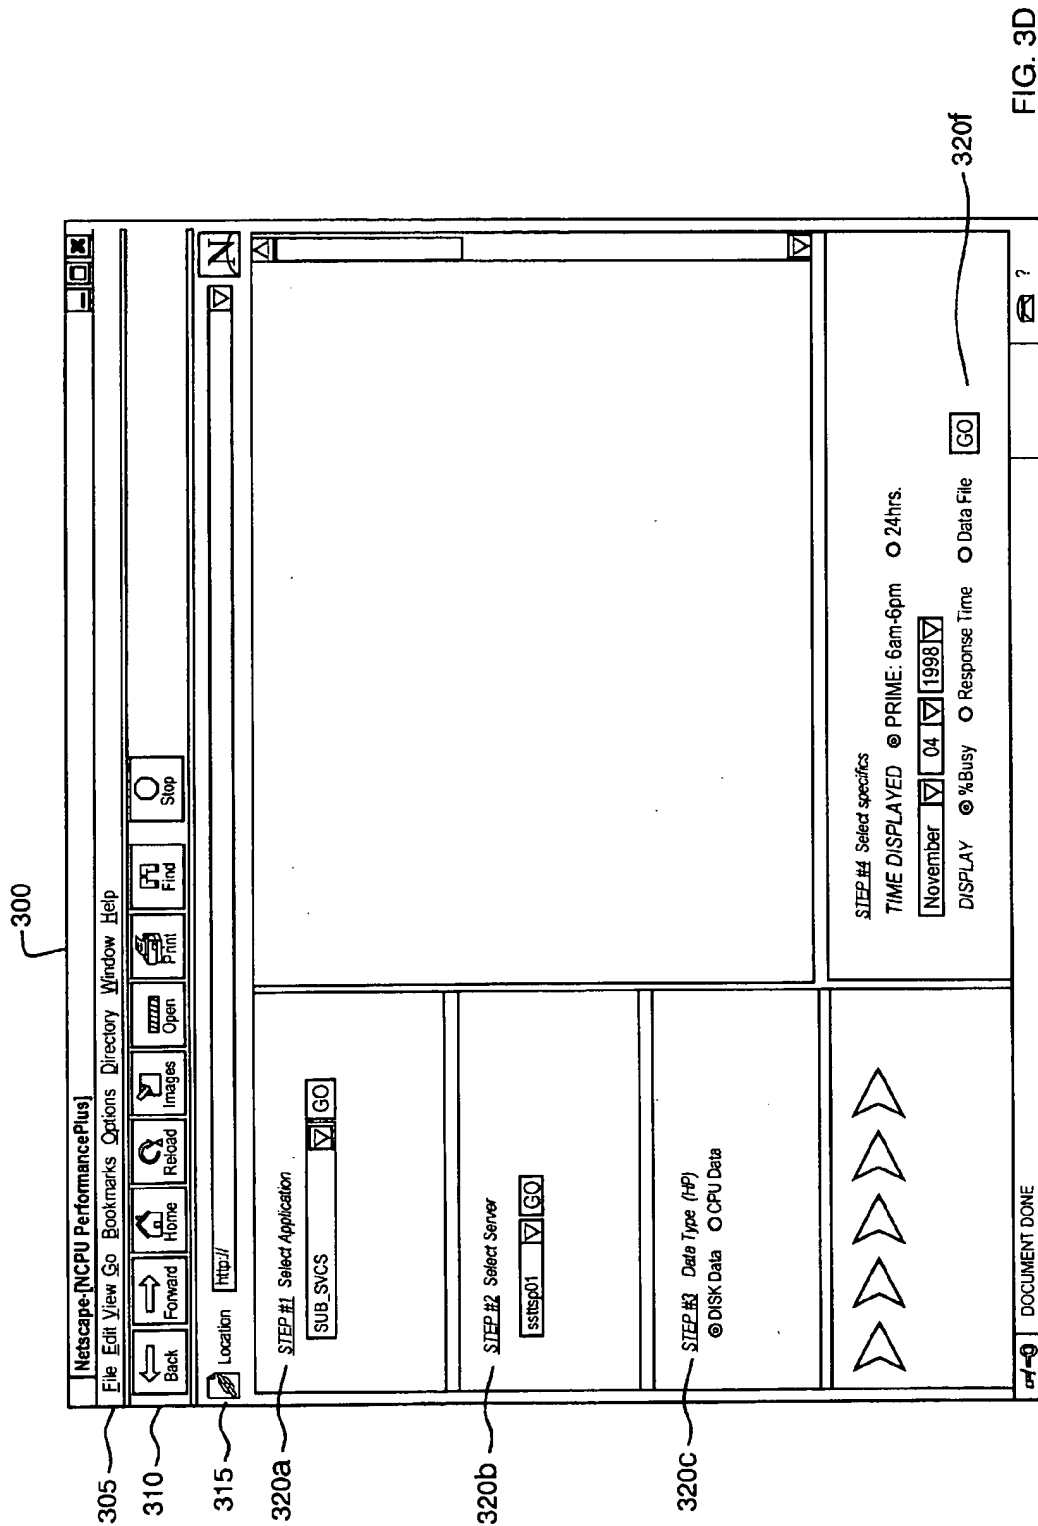 300
Netscape-[NCPU PerformancePlus]
305
File Edit View Go Bookmarks Options Directory Window Help
310
Back Forward Home Reload Images Open Print Find Stop
315
Location http:// N
320a
STEP #1 Select Application
SUB_SVCS GO
320b
STEP #2 Select Server
ssttsp01 GO
320c
STEP #3 Data Type (HP)
DISK Data CPU Data
STEP #4 Select specifics
TIME DISPLAYED PRIME: 6am-6pm 24hrs.
November 04 1998
DISPLAY %Busy Response Time Data File GO
320f
DOCUMENT DONE ?
FIG. 3D